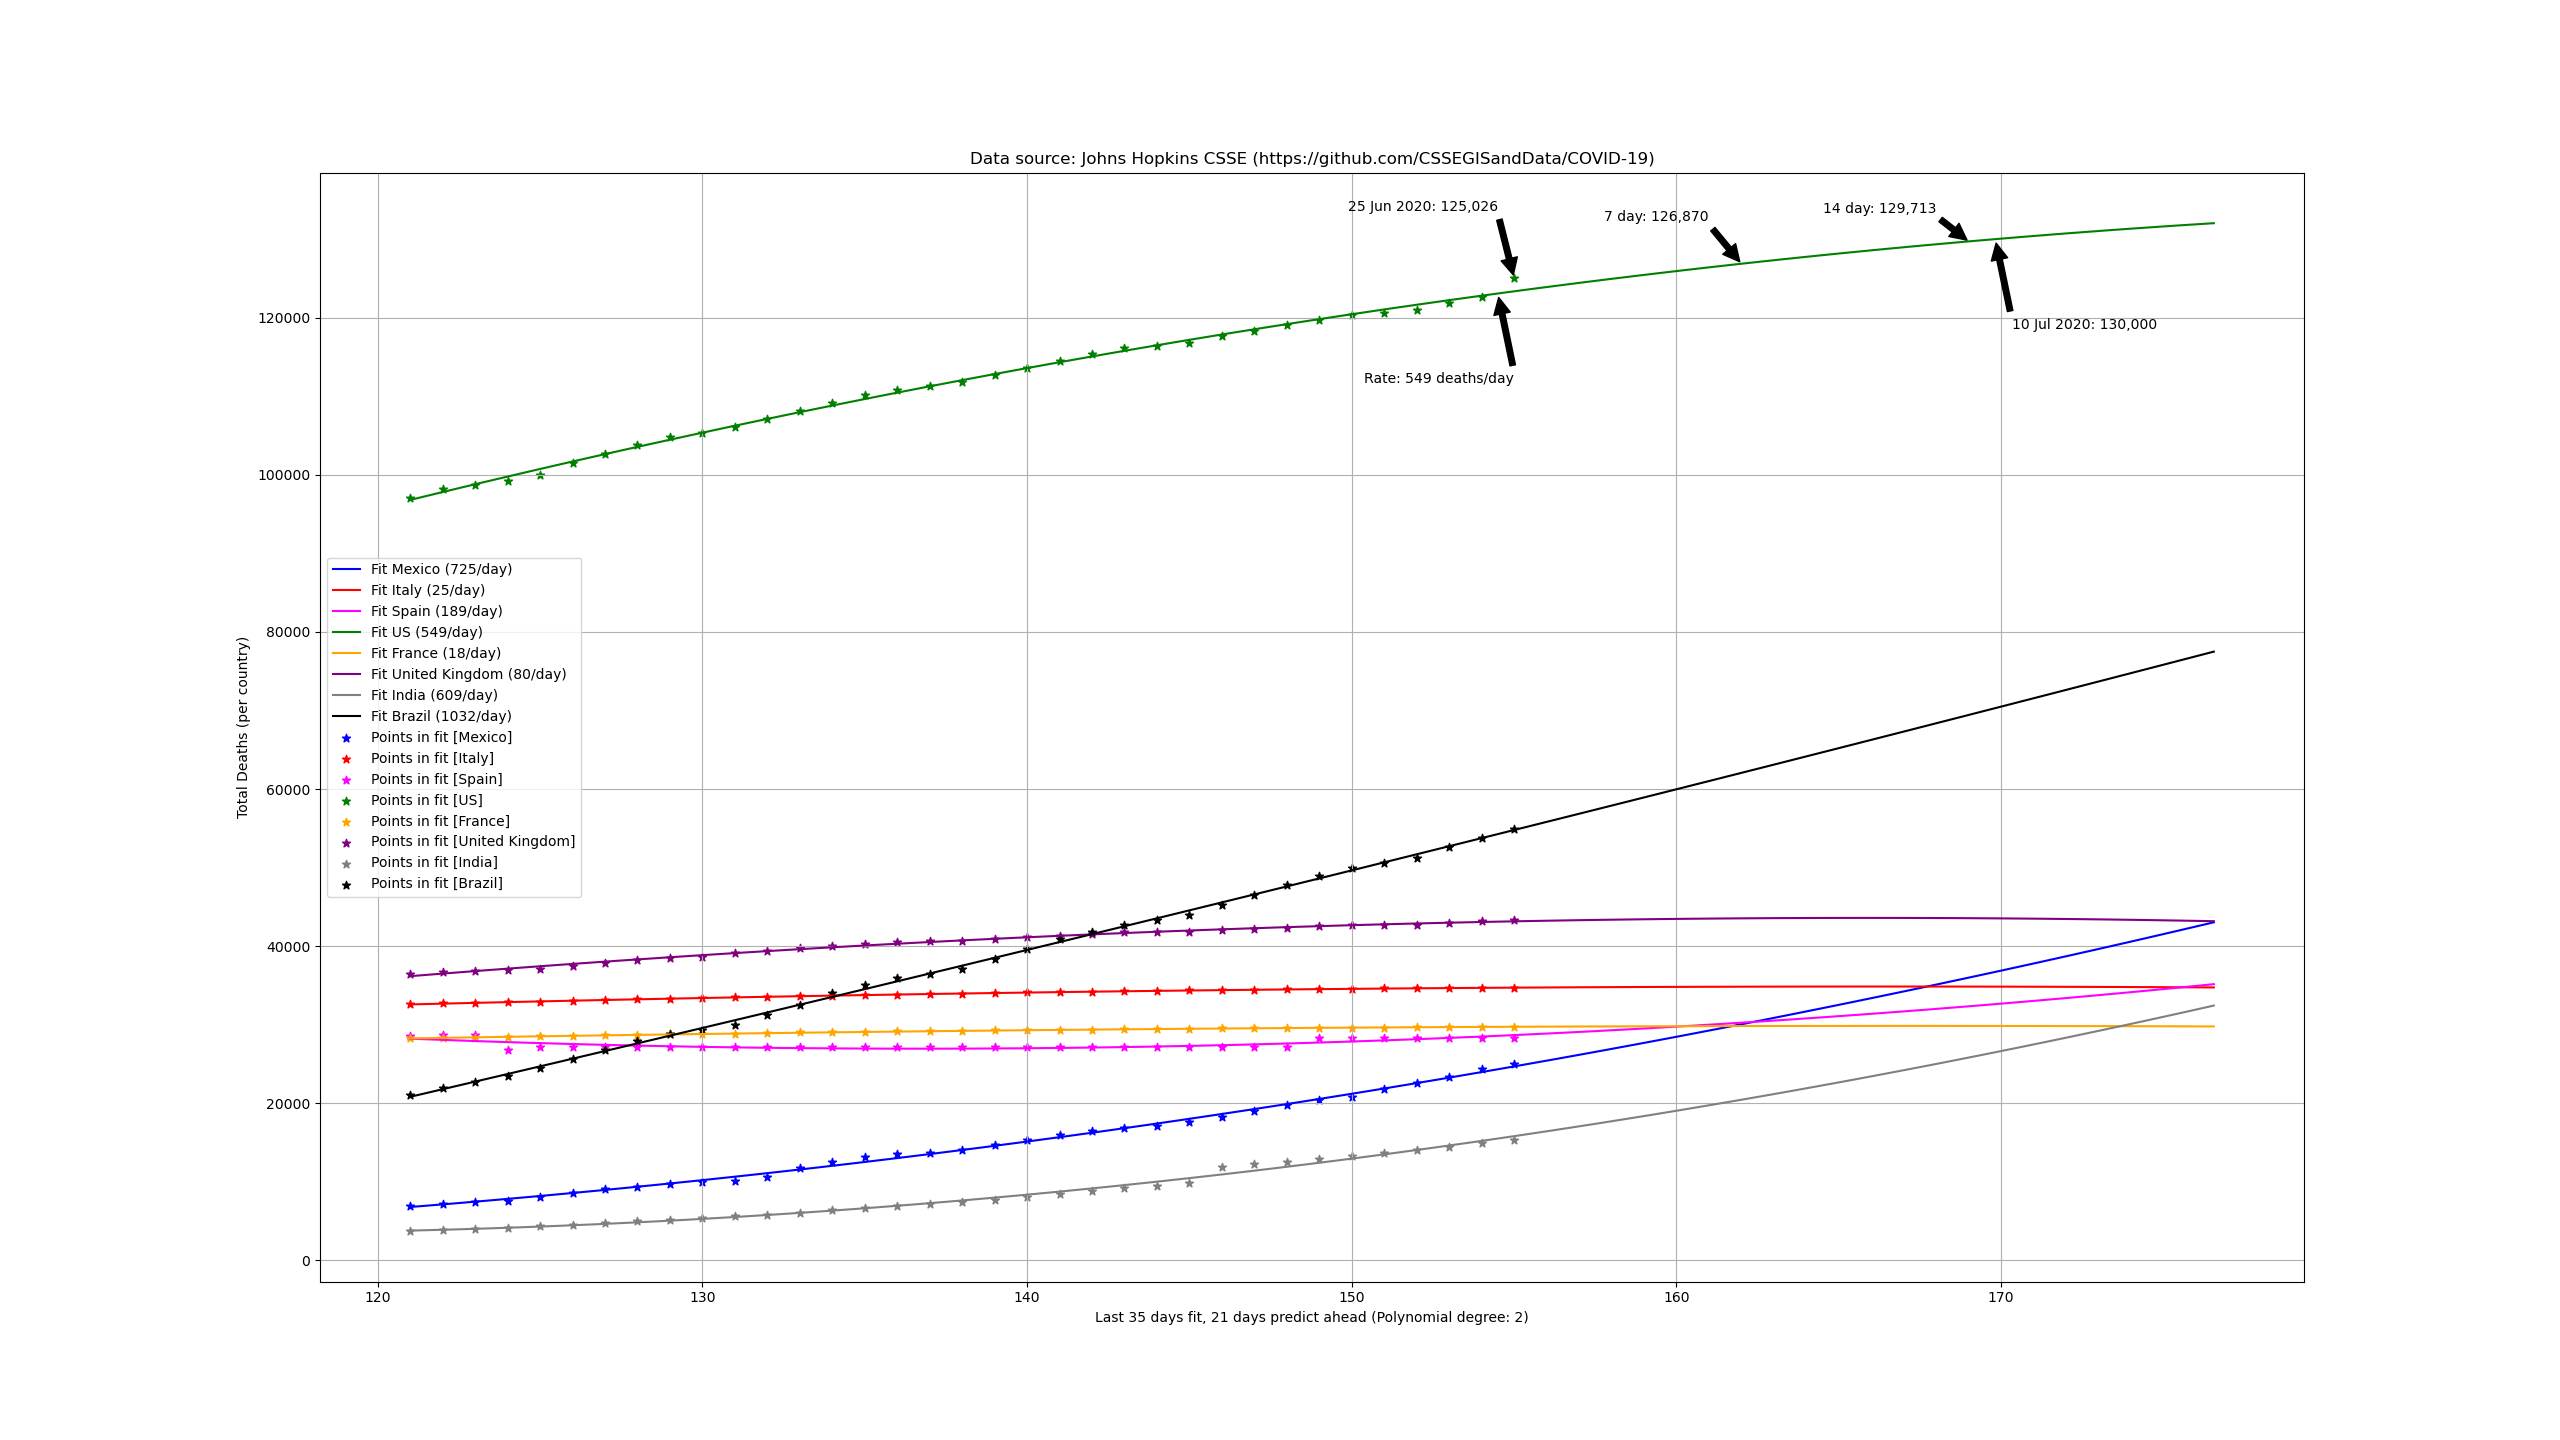 Data source: Johns Hopkins CSSE (https://github.com/CSSEGISandData/COVID-19)
25 Jun 2020: 125,026
7 day: 126,870
14 day: 129,713
10 Jul 2020: 130,000
Rate: 549 deaths/day
120000
100000
80000
60000
40000
20000
0
Total Deaths (per country)
Fit Mexico (725/day)
Fit Italy (25/day)
Fit Spain (189/day)
Fit US (549/day)
Fit France (18/day)
Fit United Kingdom (80/day)
Fit India (609/day)
Fit Brazil (1032/day)
Points in fit [Mexico]
Points in fit [Italy]
Points in fit [Spain]
Points in fit [US]
Points in fit [France]
Points in fit [United Kingdom]
Points in fit [India]
Points in fit [Brazil]
120 130 140 150 160 170
Last 35 days fit, 21 days predict ahead (Polynomial degree: 2)